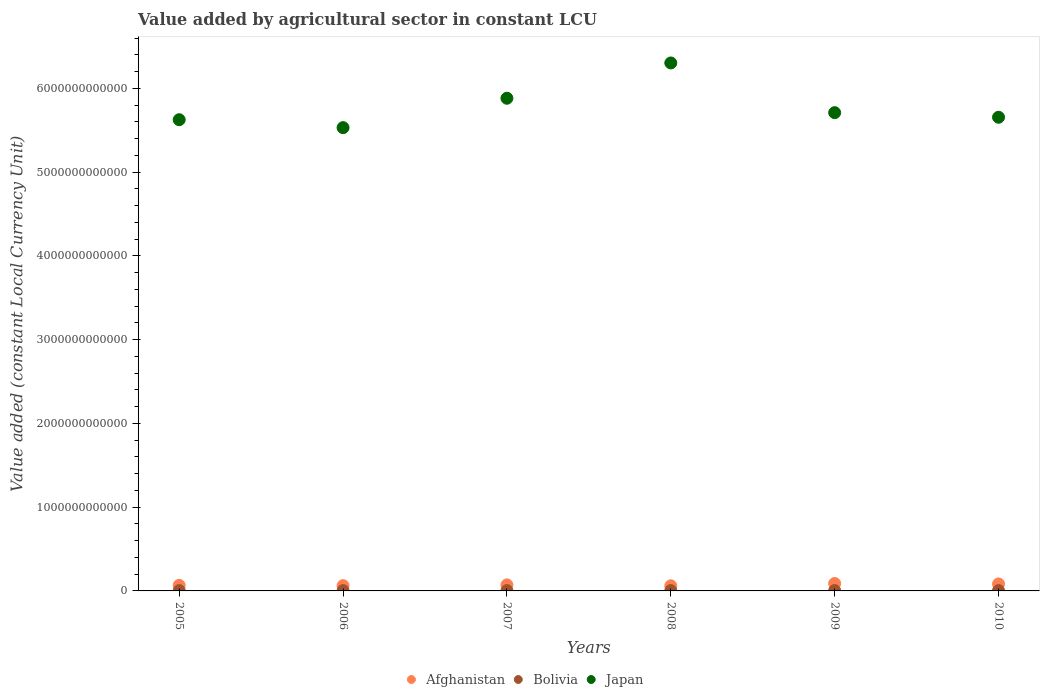 Value added by agricultural sector in constant LCU
Value added (constant Local Currency Unit)
6000000000000
5000000000000
4000000000000
3000000000000
2000000000000
1000000000000
0
2005
2006
2007
2008
2009
2010
Years
Afghanistan
Bolivia
Japan